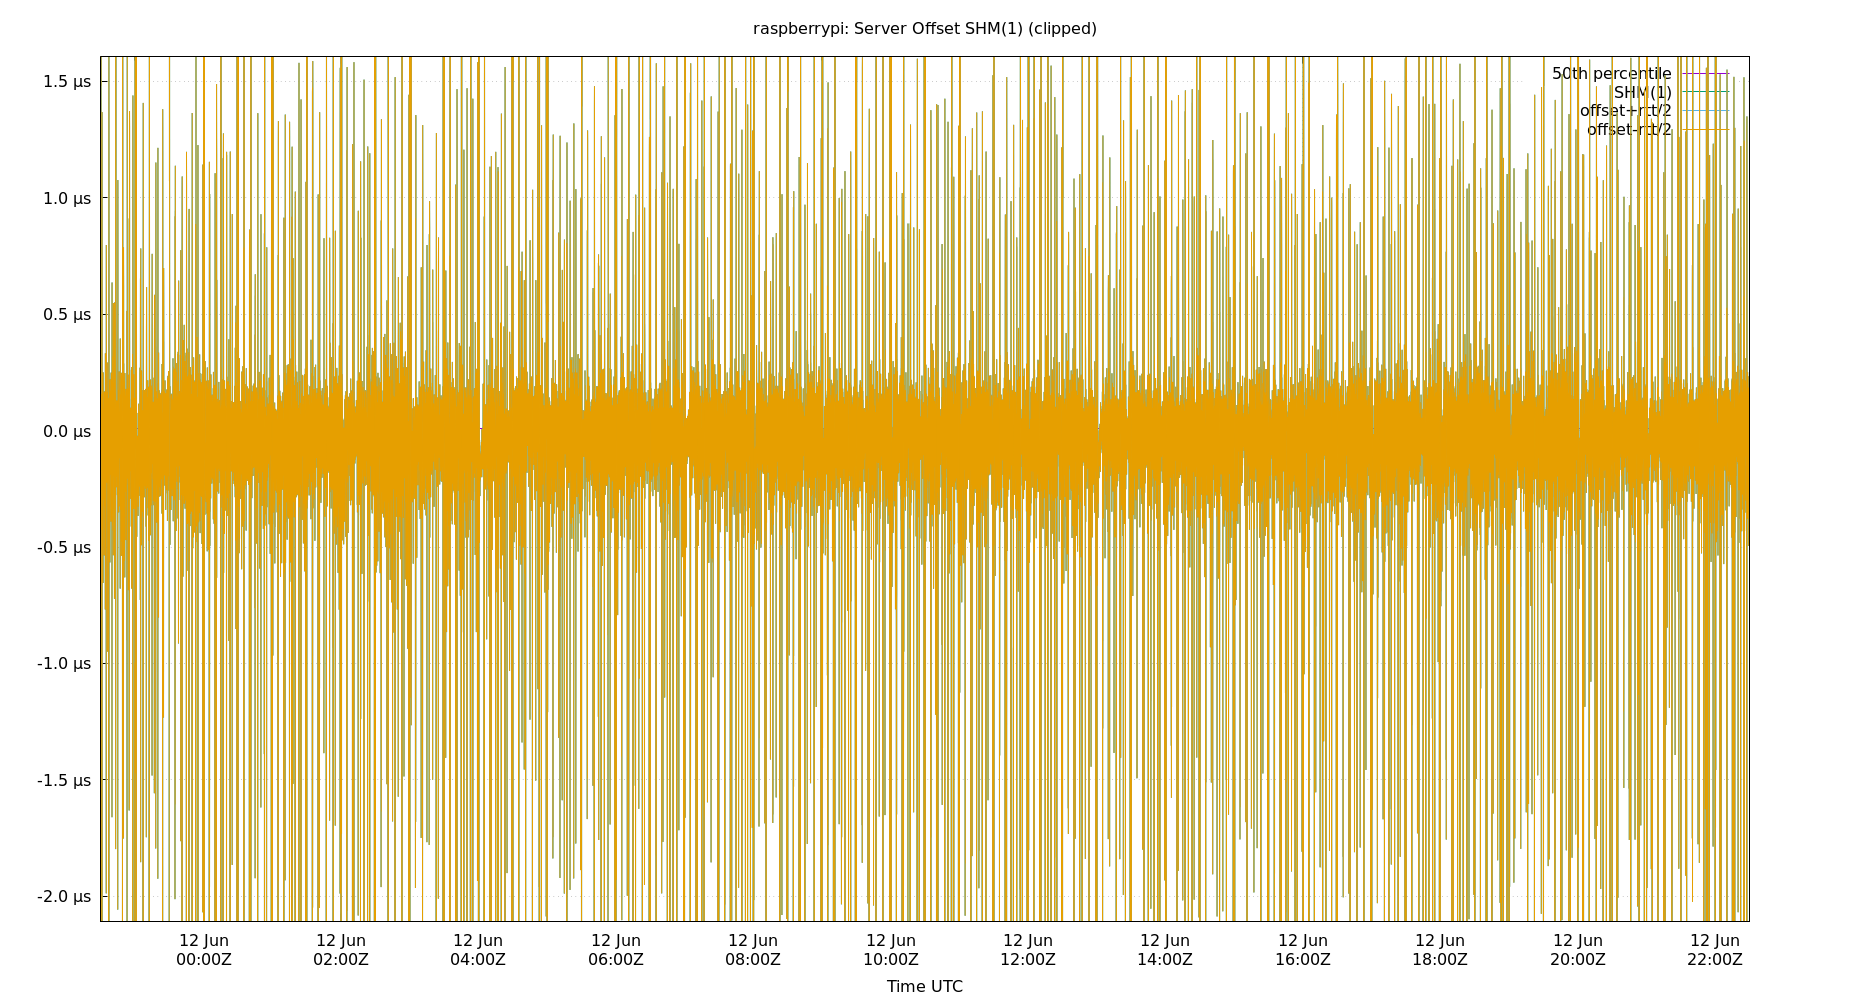 raspberrypi: Server Offset SHM(1) (clipped)
1.5 µs
1.0 µs
0.5 µs
0.0 µs
-0.5 µs
-1.0 µs
-1.5 µs
-2.0 µs
50th percentile
SHM(1)
offset+rtt/2
offset-rtt/2
12 Jun 12 Jun 12 Jun 12 Jun 12 Jun 12 Jun 12 Jun 12 Jun 12 Jun 12 Jun 12 Jun 12 Jun
00:00Z 02:00Z 04:00Z 06:00Z 08:00Z 10:00Z 12:00Z 14:00Z 16:00Z 18:00Z 20:00Z 22:00Z
Time UTC